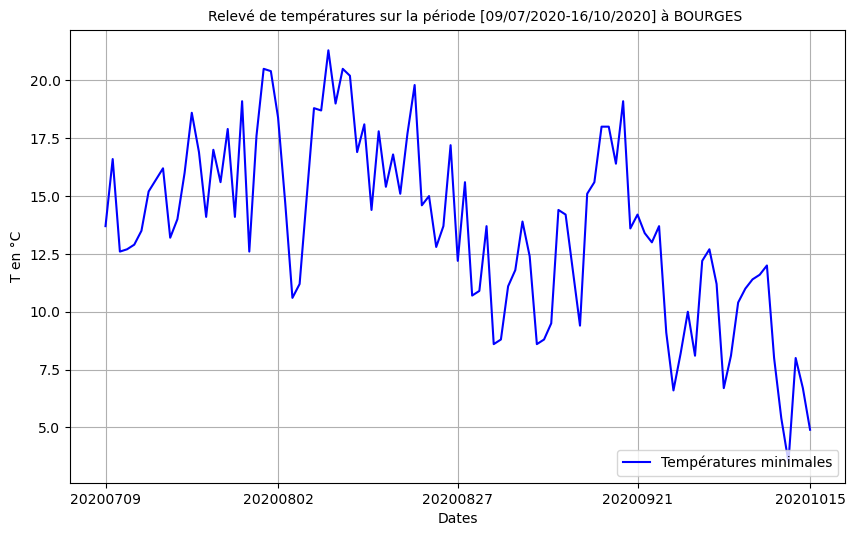 Relevé de températures sur la période [09/07/2020-16/10/2020] à BOURGES
20.0
17.5
15.0
12.5
10.0
7.5
5.0
T en °C
Températures minimales
20200709 20200802 20200827 20200921 20201015
Dates